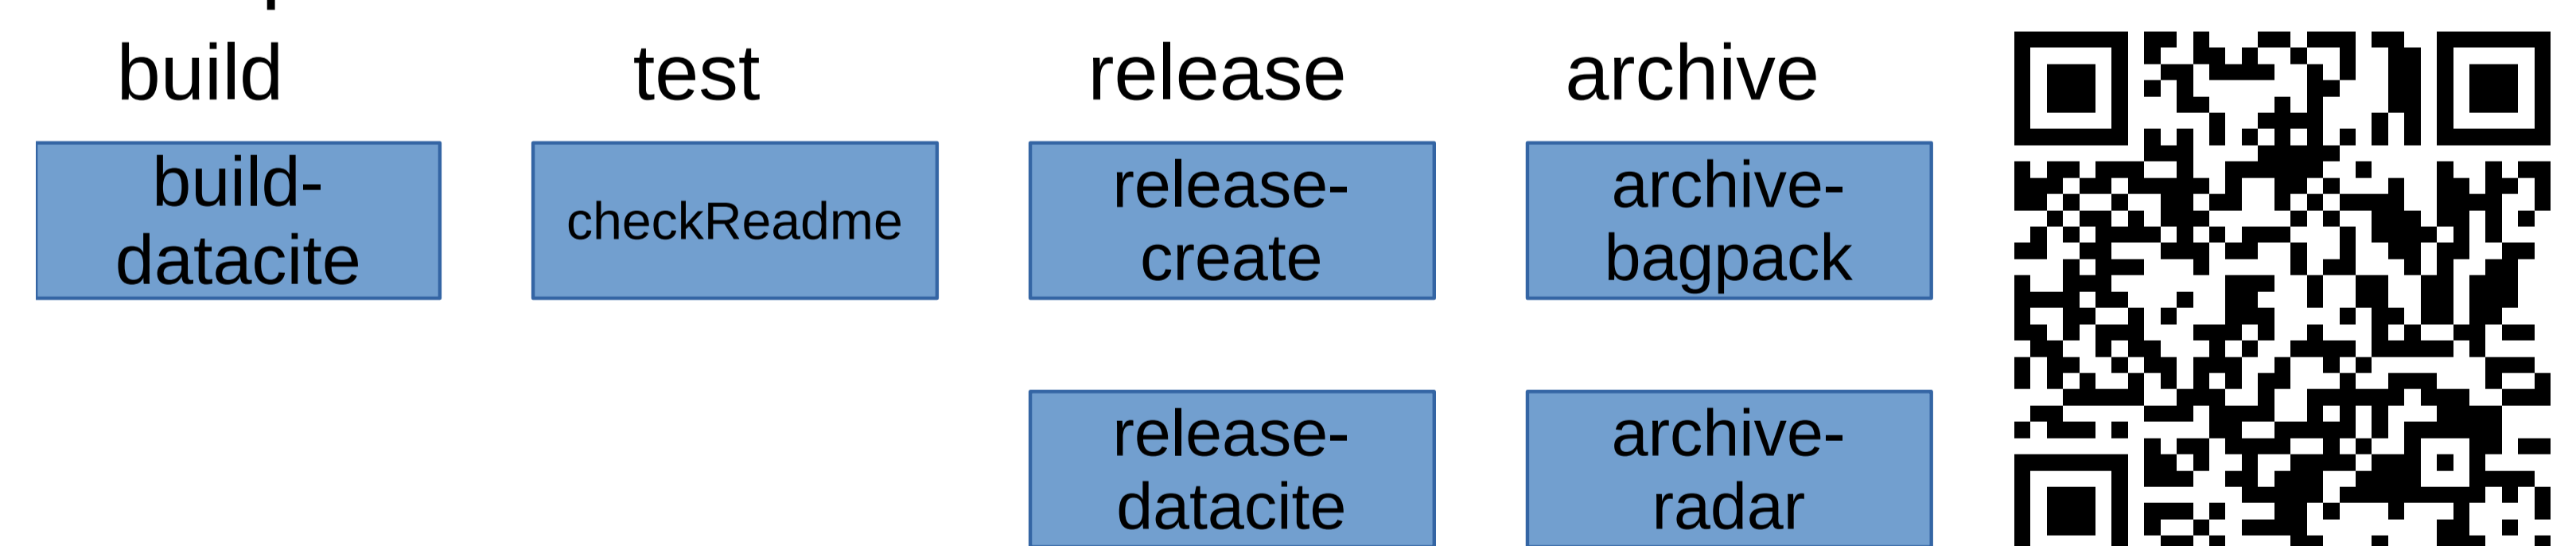 build
test
release
archive
build-
datacite
checkReadme
release-
create
archive-
bagpack
release-
datacite
archive-
radar